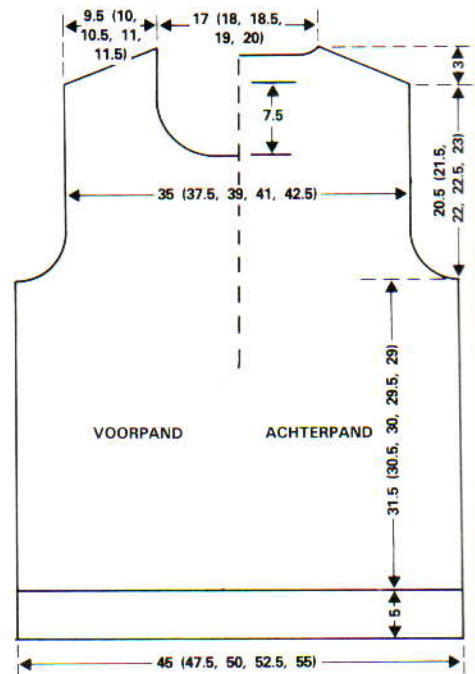 9.5 (10,
10.5, 11,
11.5)
17 (18, 18.5,
19, 20)
3
7.5
20.5 (21.5,
22, 22.5, 23)
35 (37.5, 39, 41, 42.5)
31.5 (30.5, 30, 29.5, 29)
VOORPAND
ACHTERPAND
5
45 (47.5, 50, 52.5, 55)